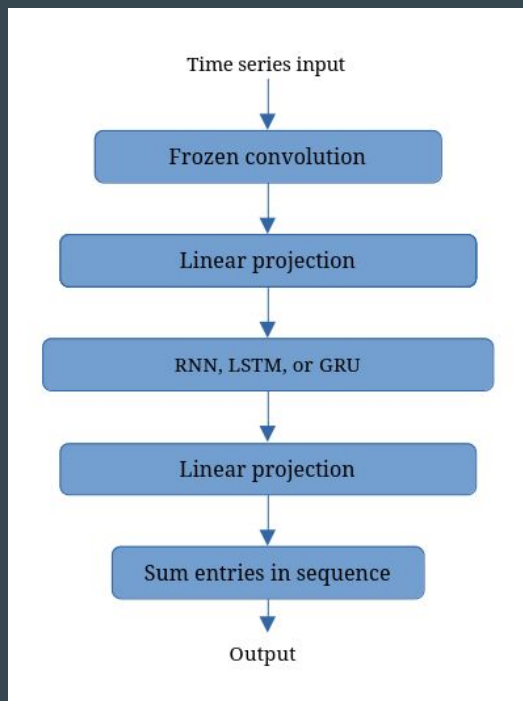 Time series input
Frozen convolution
Linear projection
RNN, LSTM, or GRU
Linear projection
Sum entries in sequence
Output